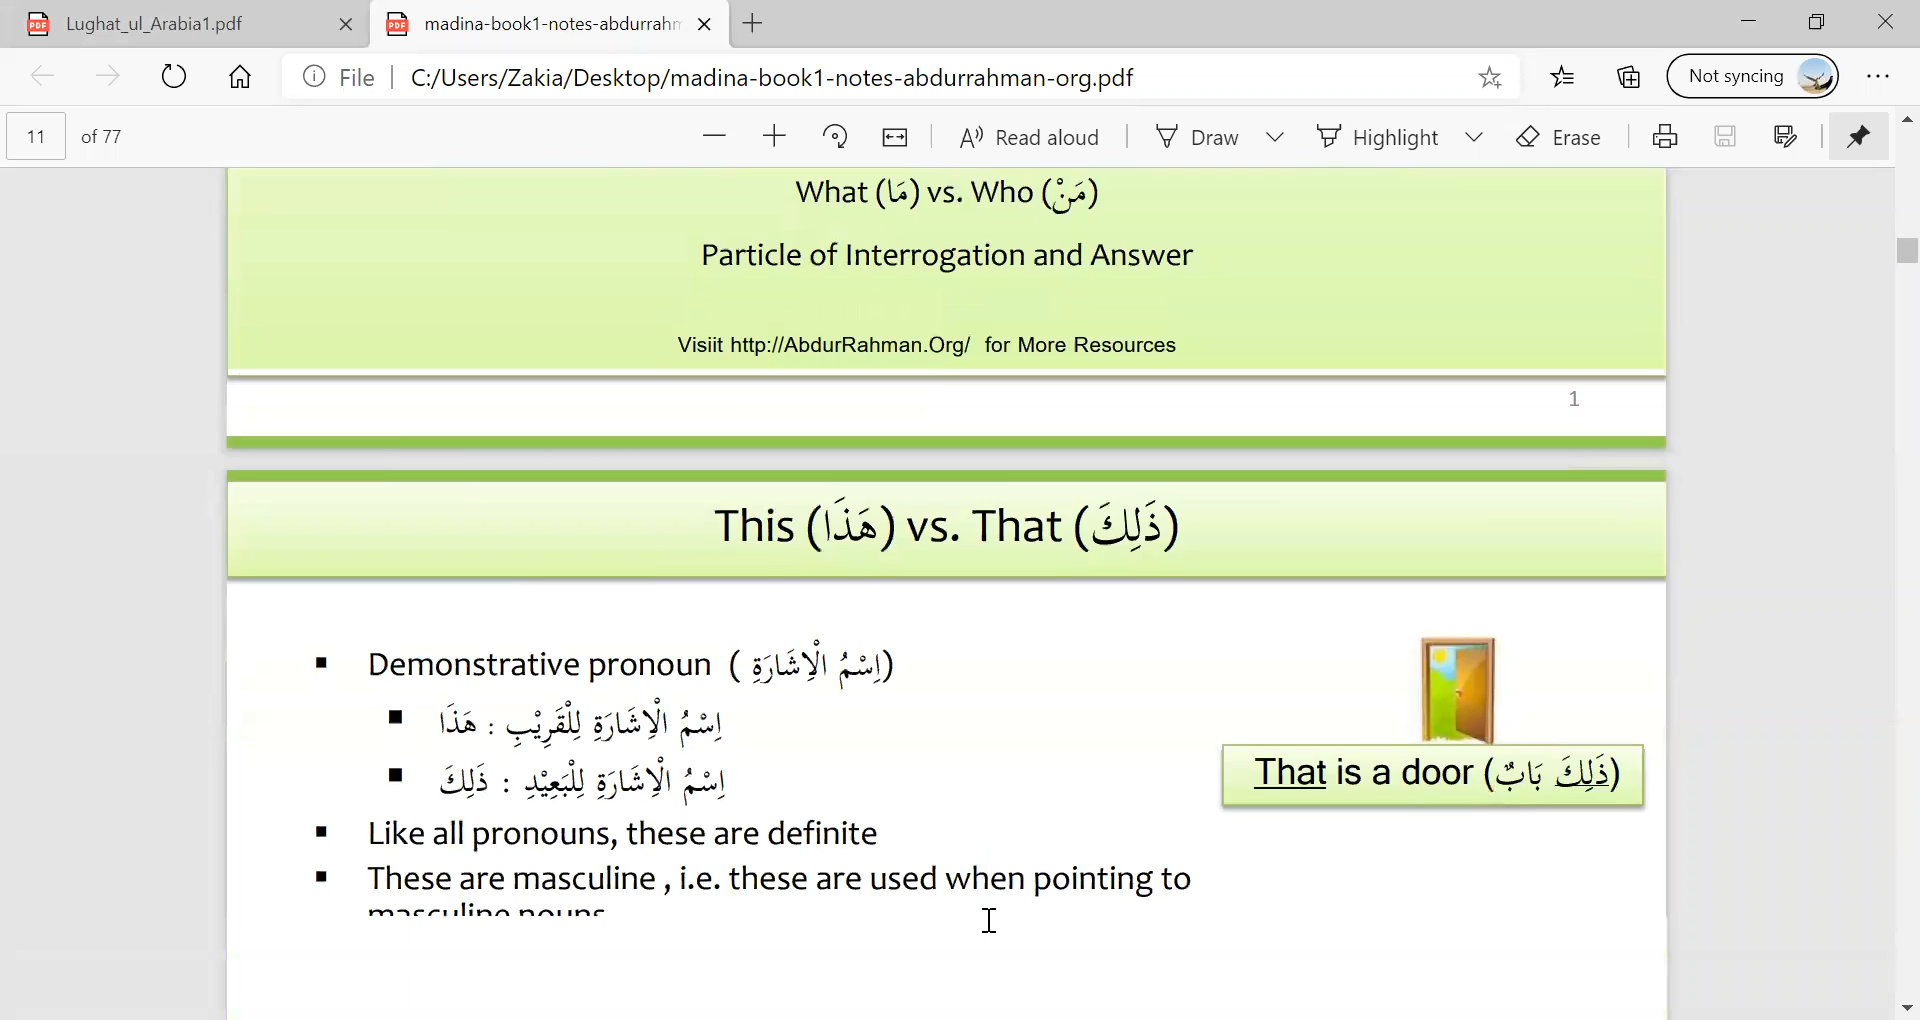 Lughat_ul_Arabia1.pdf
madina-book1-notes-abdurrahm
File
C:/Users/Zakia/Desktop/madina-book1-notes-abdurrahman-org.pdf
Not syncing
11 of 77
Read aloud
Draw
Highlight
Erase
What (مَا) vs. Who (مَنْ)
Particle of Interrogation and Answer
Visiit http://AbdurRahman.Org/ for More Resources
1
This (هَذَا) vs. That (ذَلِكَ)
Demonstrative pronoun (اِسْمُ الْاِشَارَةِ)
اِسْمُ الْاِشَارَةِ لِلْقَرِيْبِ : هَذَا
اِسْمُ الْاِشَارَةِ لِلْبَعِيْدِ : ذَلِكَ
That is a door (ذَلِكَ بَابٌ)
Like all pronouns, these are definite
These are masculine , i.e. these are used when pointing to
masculine nouns